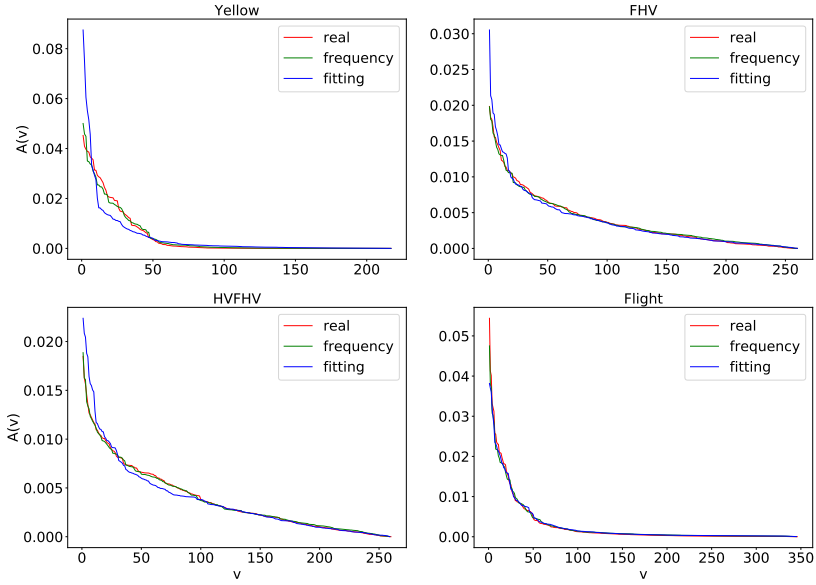 Yellow
real
frequency
fitting
0.08
0.06
0.04
0.02
0.00
A(v)
0 50 100 150 200
FHV
real
frequency
fitting
0.030
0.025
0.020
0.015
0.010
0.005
0.000
0 50 100 150 200 250
HVFHV
real
frequency
fitting
0.020
0.015
0.010
0.005
0.000
A(v)
0 50 100 150 200 250
v
Flight
real
frequency
fitting
0.05
0.04
0.03
0.02
0.01
0.00
0 50 100 150 200 250 300 350
v